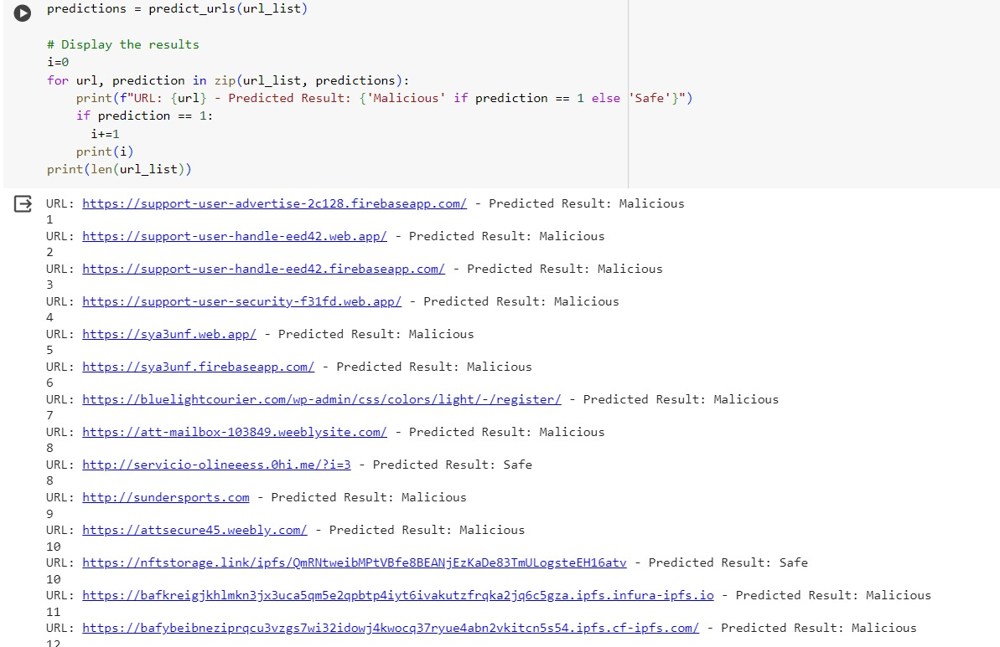 predictions = predict_urls(url_list)
# Display the results
i=0
for url, prediction in zip(url_list, predictions):
    print(f"URL: {url} - Predicted Result: {'Malicious' if prediction == 1 else 'Safe'}")
    if prediction == 1:
      i+=1
    print(i)
print(len(url_list))
URL: https://support-user-advertise-2c128.firebaseapp.com/ - Predicted Result: Malicious
1
URL: https://support-user-handle-eed42.web.app/ - Predicted Result: Malicious
2
URL: https://support-user-handle-eed42.firebaseapp.com/ - Predicted Result: Malicious
3
URL: https://support-user-security-f31fd.web.app/ - Predicted Result: Malicious
4
URL: https://sya3unf.web.app/ - Predicted Result: Malicious
5
URL: https://sya3unf.firebaseapp.com/ - Predicted Result: Malicious
6
URL: https://bluelightcourier.com/wp-admin/css/colors/light/-/register/ - Predicted Result: Malicious
7
URL: https://att-mailbox-103849.weeblysite.com/ - Predicted Result: Malicious
8
URL: http://servicio-olineeess.0hi.me/?i=3 - Predicted Result: Safe
8
URL: http://sundersports.com - Predicted Result: Malicious
9
URL: https://attsecure45.weebly.com/ - Predicted Result: Malicious
10
URL: https://nftstorage.link/ipfs/QmRNtweibMPtVBfe8BEANjEzKaDe83TmULogsteEH16atv - Predicted Result: Safe
10
URL: https://bafkreigjkhlmkn3jx3uca5qm5e2qpbtp4iyt6ivakutzfrqka2jq6c5gza.ipfs.infura-ipfs.io - Predicted Result: Malicious
11
URL: https://bafybeibneziprqcu3vzgs7wi32idowj4kwocq37ryue4abn2vkitcn5s54.ipfs.cf-ipfs.com/ - Predicted Result: Malicious
12